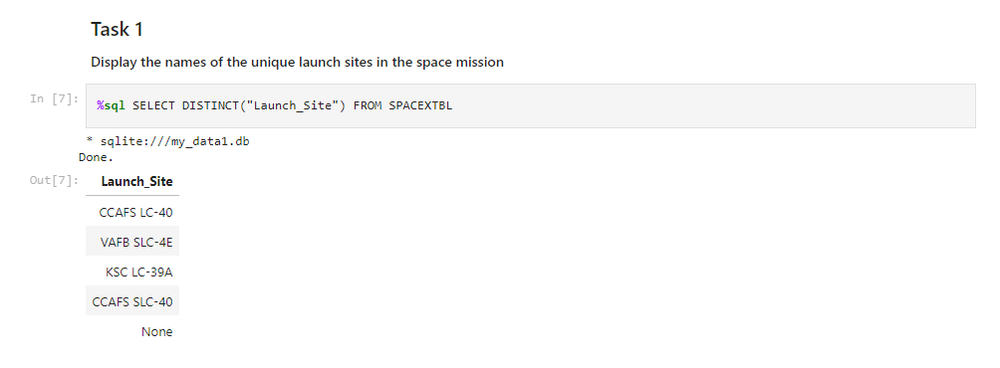 Task 1
Display the names of the unique launch sites in the space mission
In [7]: %sql SELECT DISTINCT("Launch_Site") FROM SPACEXTBL
* sqlite:///my_data1.db
Done.
Out[7]: Launch_Site
CCAFS LC-40
VAFB SLC-4E
KSC LC-39A
CCAFS SLC-40
None